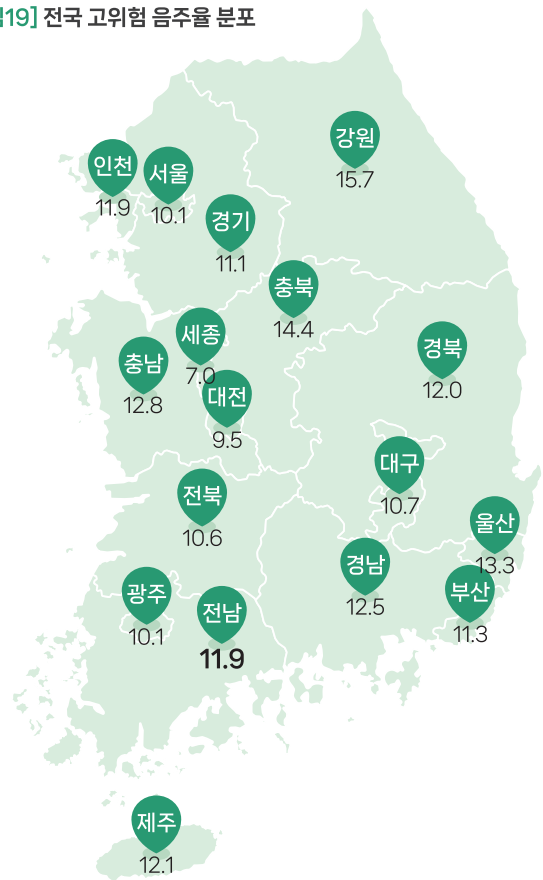 19] 전국 고위험 음주율 분포
강원
15.7
인천
11.9
서울
10.1
경기
11.1
충북
14.4
세종
7.0
경북
12.0
충남
12.8
대전
9.5
대구
10.7
전북
10.6
울산
13.3
경남
12.5
부산
11.3
광주
10.1
전남
11.9
제주
12.1